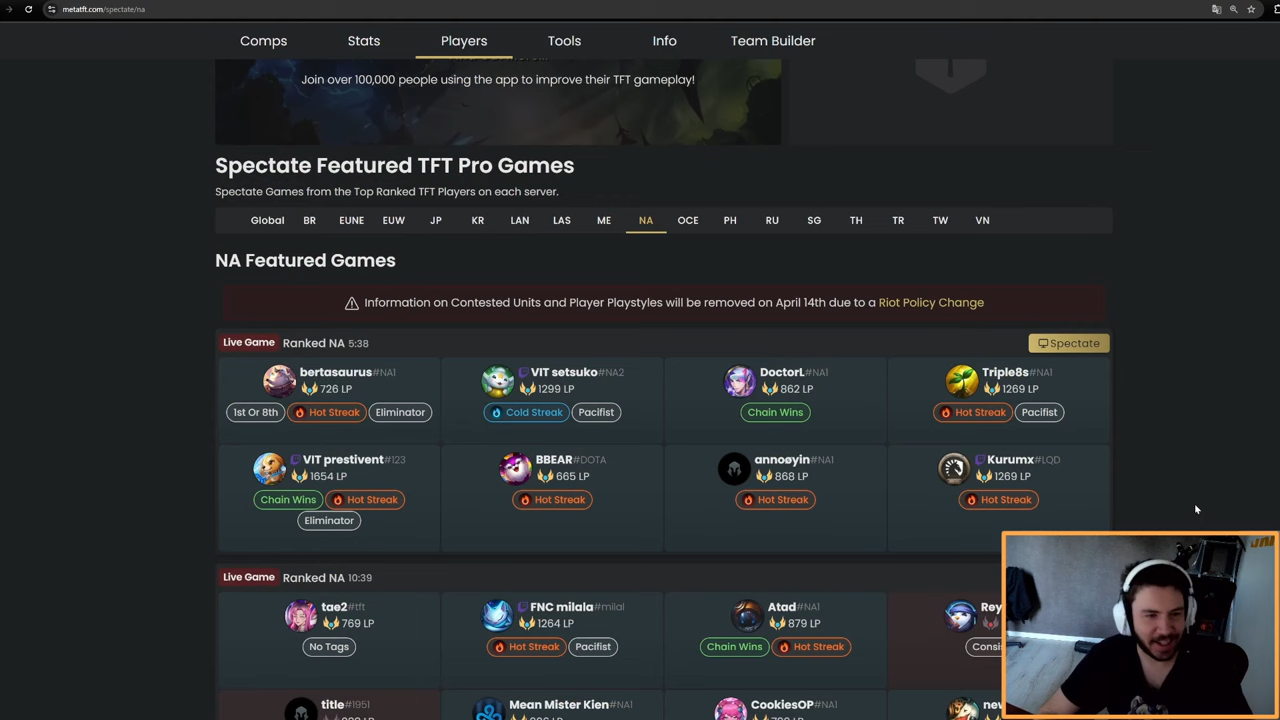 metatft.com/spectate/na
Comps Stats Players Tools Info Team Builder
Join over 100,000 people using the app to improve their TFT gameplay!
Spectate Featured TFT Pro Games
Spectate Games from the Top Ranked TFT Players on each server.
Global BR EUNE EUW JP KR LAN LAS ME NA OCE PH RU SG TH TR TW VN
NA Featured Games
Information on Contested Units and Player Playstyles will be removed on April 14th due to a Riot Policy Change
Live Game Ranked NA 5:38 Spectate
bertasaurus#NA1 VIT setsuko#NA2 DoctorL#NA1 Triple8s#NA1
726 LP 1299 LP 862 LP 1269 LP
1st Or 8th Hot Streak Eliminator Cold Streak Pacifist Chain Wins Hot Streak Pacifist
VIT prestivent#123 BBEAR#DOTA annoøyin#NA1 Kurumx#LQD
1654 LP 665 LP 868 LP 1269 LP
Chain Wins Hot Streak Hot Streak Hot Streak Hot Streak
Eliminator
Live Game Ranked NA 10:39
tae2#tft FNC milala#milal Atad#NA1 Rey
769 LP 1264 LP 879 LP
No Tags Hot Streak Pacifist Chain Wins Hot Streak Consis
title#1951 Mean Mister Kien#NA1 CookiesOP#NA1 nev